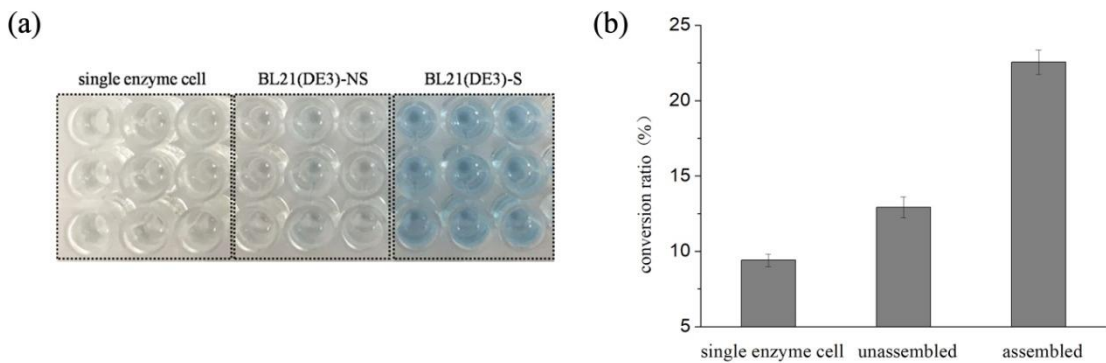 (a)
single enzyme cell BL21(DE3)-NS BL21(DE3)-S
(b)
25
20
15
10
5
conversion ratio (%)
single enzyme cell unassembled assembled